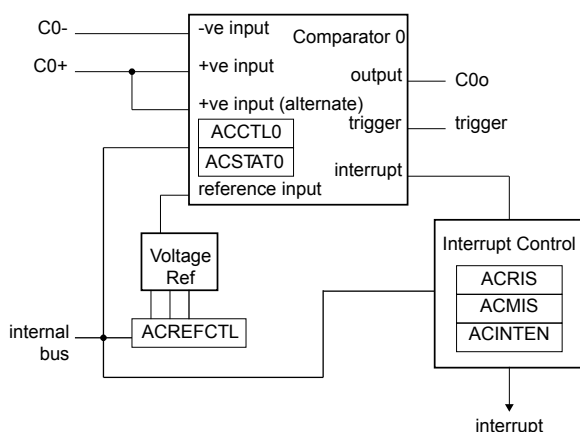 C0-
-ve input
Comparator 0
C0+
+ve input
output
C0o
+ve input (alternate)
ACCTL0
trigger
trigger
ACSTAT0
interrupt
reference input
Voltage
Ref
Interrupt Control
ACRIS
ACMIS
ACINTEN
internal
bus
ACREFCTL
interrupt